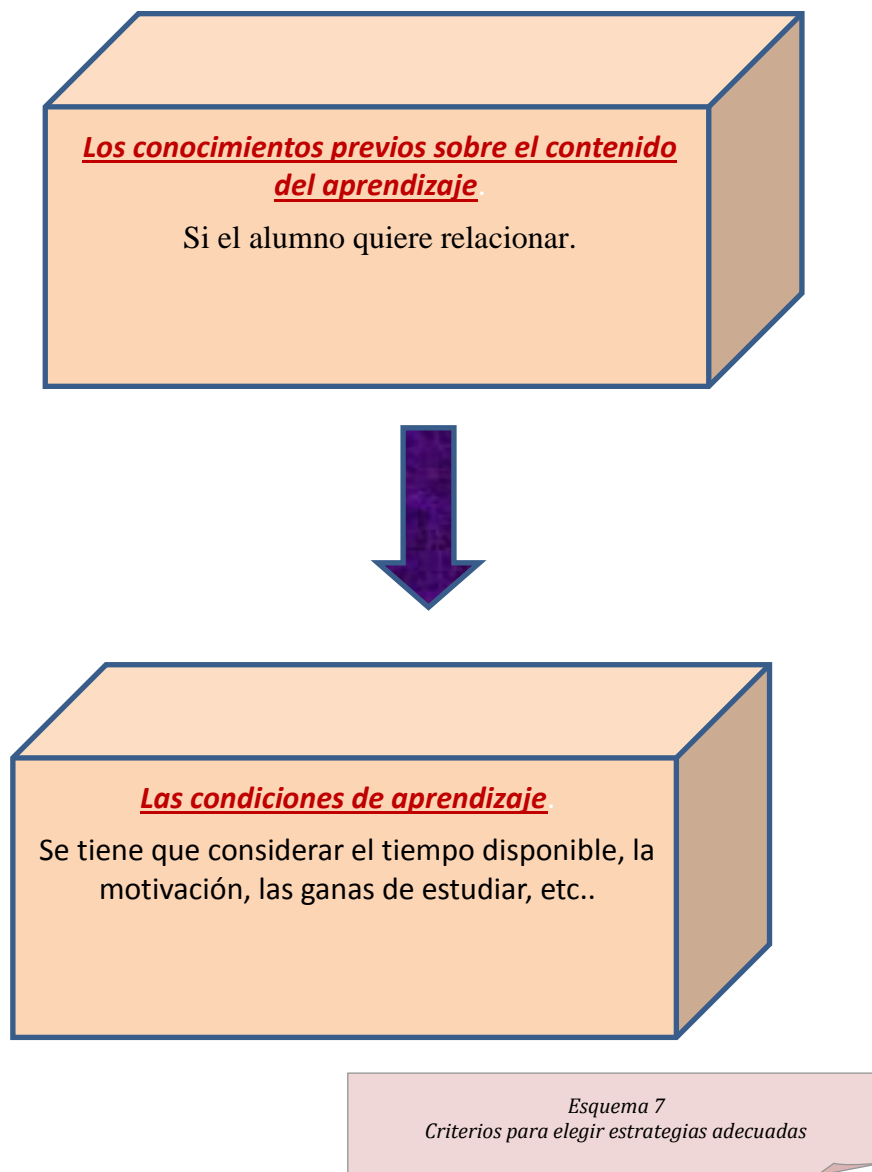 Los conocimientos previos sobre el contenido
del aprendizaje.
Si el alumno quiere relacionar.
Las condiciones de aprendizaje.
Se tiene que considerar el tiempo disponible, la
motivación, las ganas de estudiar, etc..
Esquema 7
Criterios para elegir estrategias adecuadas